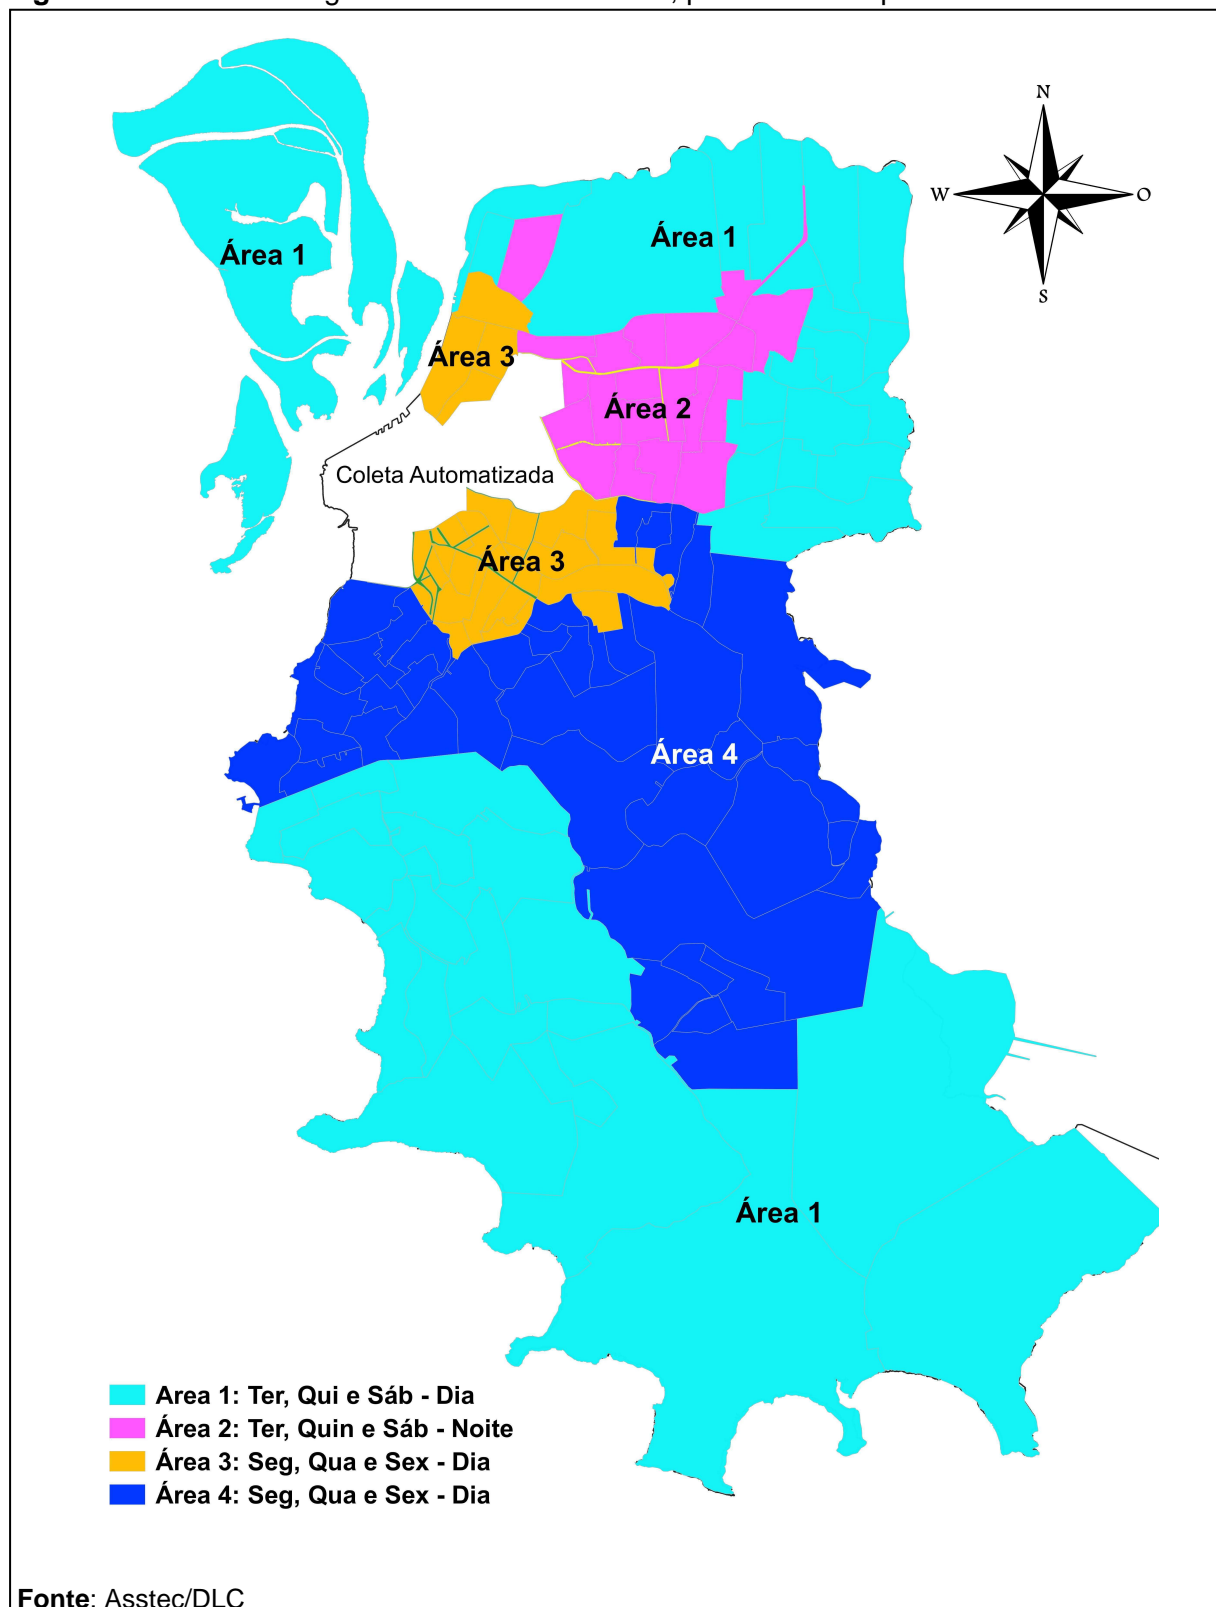 N
W
O
S
Área 1
Área 1
Área 3
Área 2
Coleta Automatizada
Área 3
Área 4
Área 1
Area 1: Ter, Qui e Sáb - Dia
Área 2: Ter, Quin e Sáb - Noite
Área 3: Seg, Qua e Sex - Dia
Área 4: Seg, Qua e Sex - Dia
Fonte: Asstec/DLC